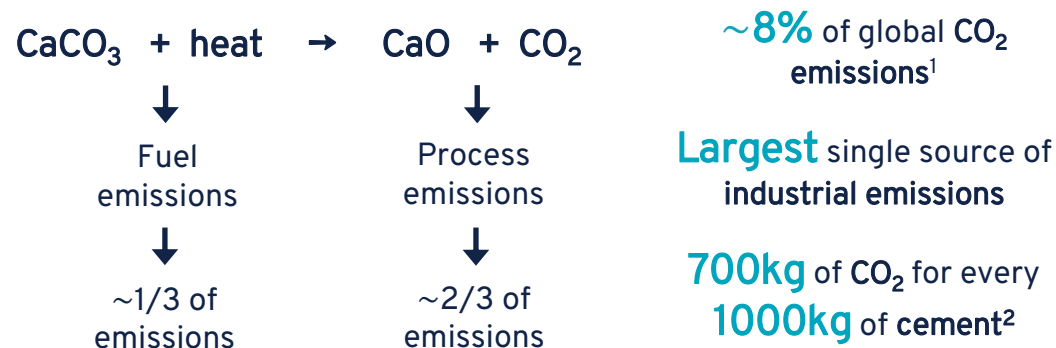 CaCO₃ + heat → CaO + CO₂
Fuel
emissions
~1/3 of
emissions
Process
emissions
~2/3 of
emissions
~8% of global CO₂
emissions¹
Largest single source of
industrial emissions
700kg of CO₂ for every
1000kg of cement²